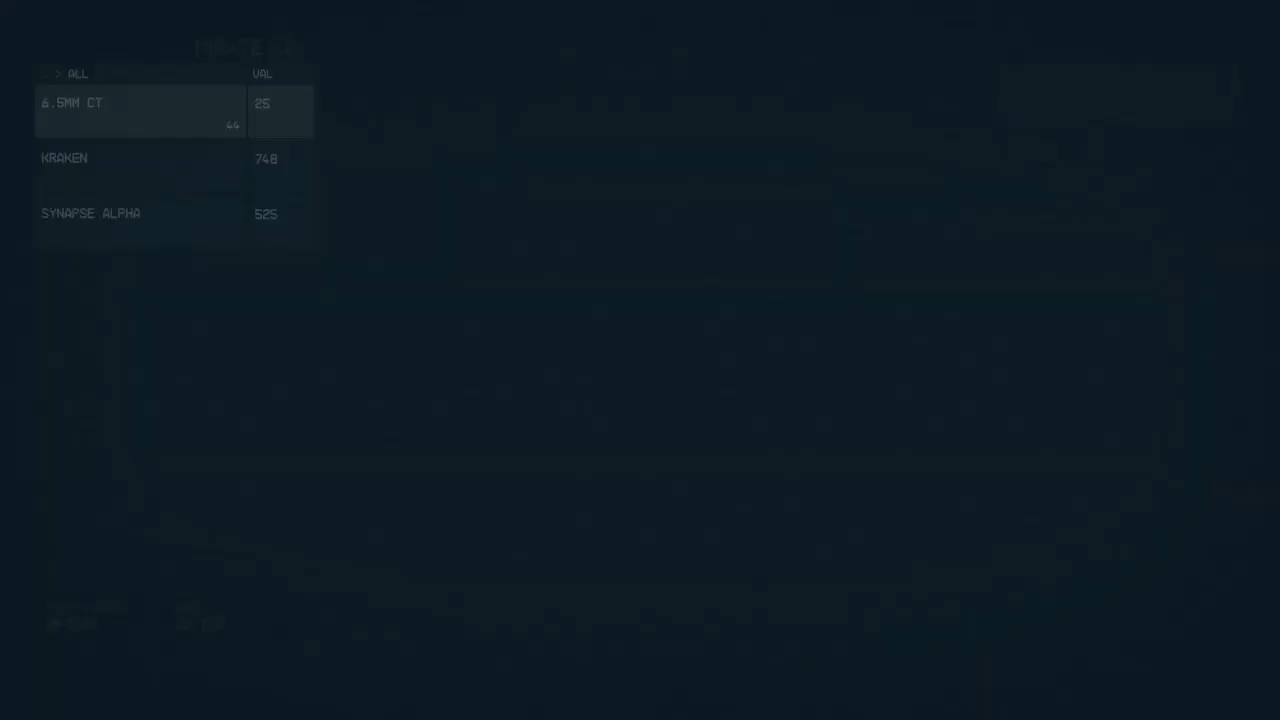 > ALL VAL
6.5MM CT 25
44
KRAKEN 748
SYNAPSE ALPHA 525